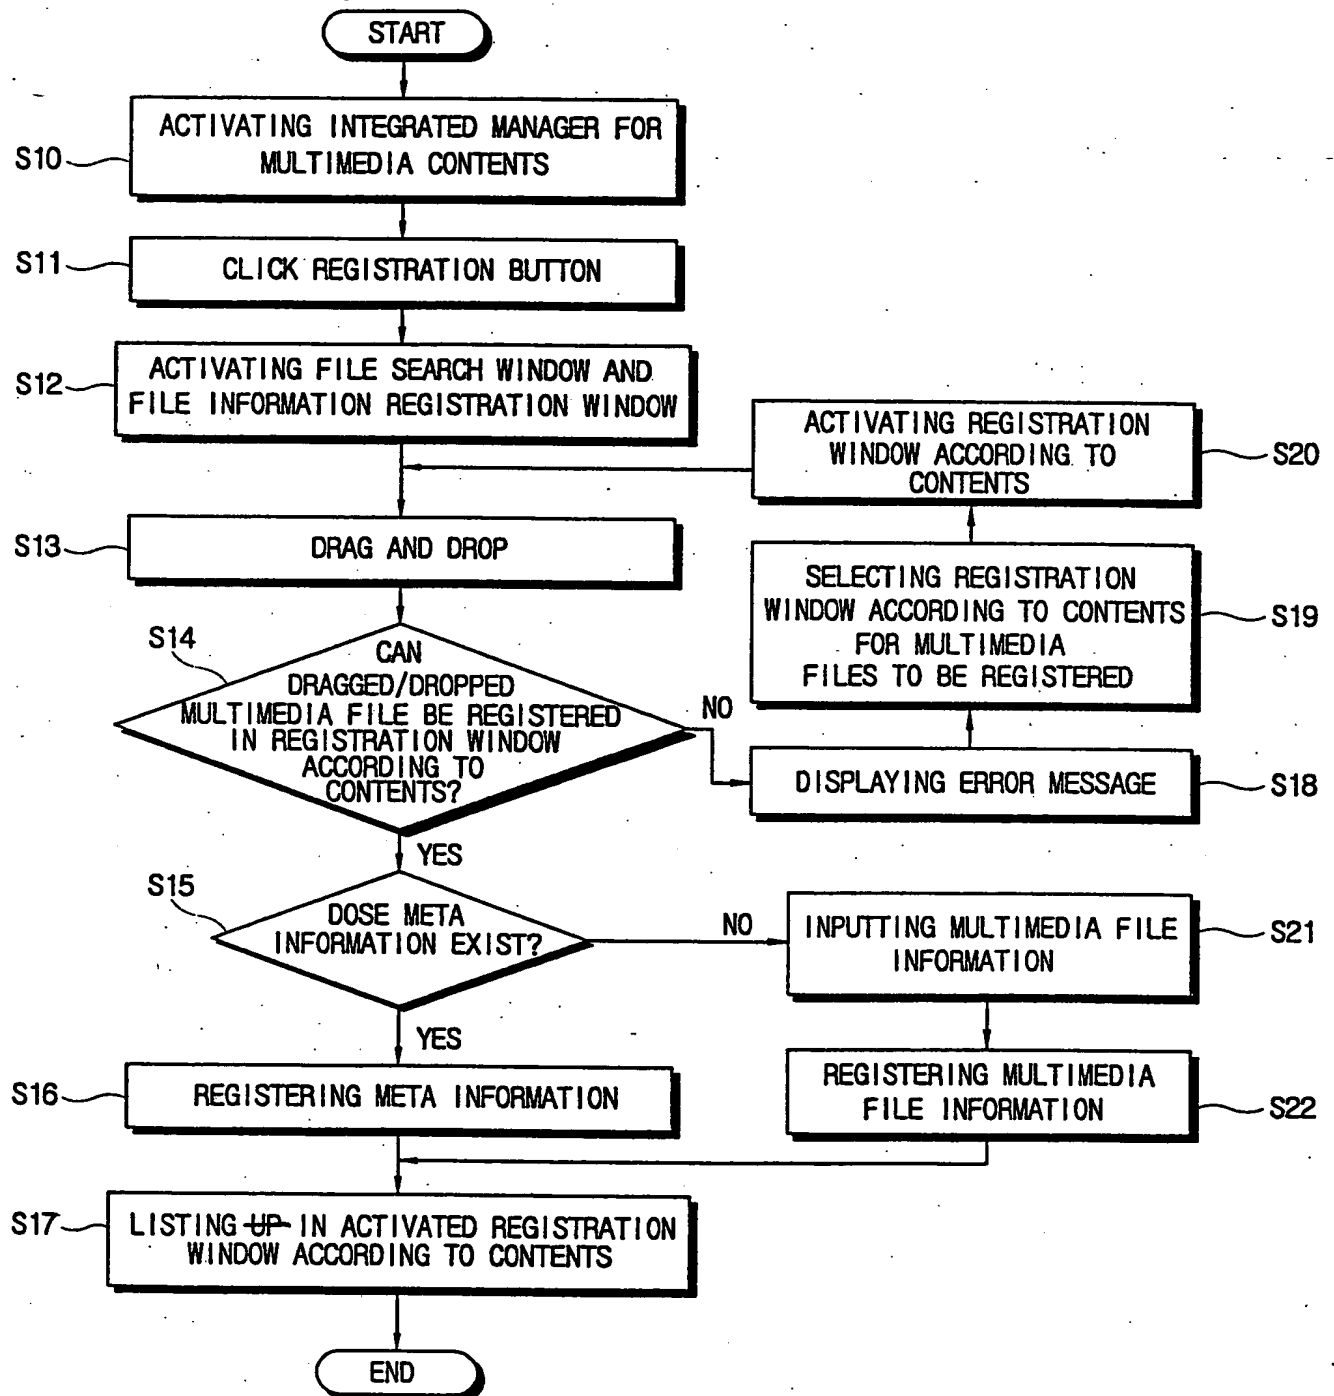 START
S10
ACTIVATING INTEGRATED MANAGER FOR
MULTIMEDIA CONTENTS
S11
CLICK REGISTRATION BUTTON
S12
ACTIVATING FILE SEARCH WINDOW AND
FILE INFORMATION REGISTRATION WINDOW
ACTIVATING REGISTRATION
WINDOW ACCORDING TO
CONTENTS
S20
S13
DRAG AND DROP
SELECTING REGISTRATION
WINDOW ACCORDING TO CONTENTS
FOR MULTIMEDIA
FILES TO BE REGISTERED
S19
S14
CAN
DRAGGED/DROPPED
MULTIMEDIA FILE BE REGISTERED
IN REGISTRATION WINDOW
ACCORDING TO
CONTENTS?
NO
DISPLAYING ERROR MESSAGE
S18
YES
S15
DOSE META
INFORMATION EXIST?
NO
INPUTTING MULTIMEDIA FILE
INFORMATION
S21
YES
S16
REGISTERING META INFORMATION
REGISTERING MULTIMEDIA
FILE INFORMATION
S22
S17
LISTING UP IN ACTIVATED REGISTRATION
WINDOW ACCORDING TO CONTENTS
END